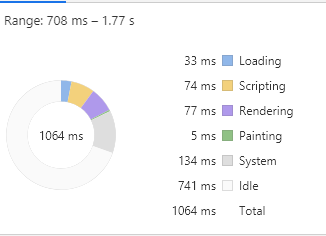 Range: 708 ms – 1.77 s
33 ms Loading
74 ms Scripting
77 ms Rendering
5 ms Painting
134 ms System
741 ms Idle
1064 ms Total
1064 ms